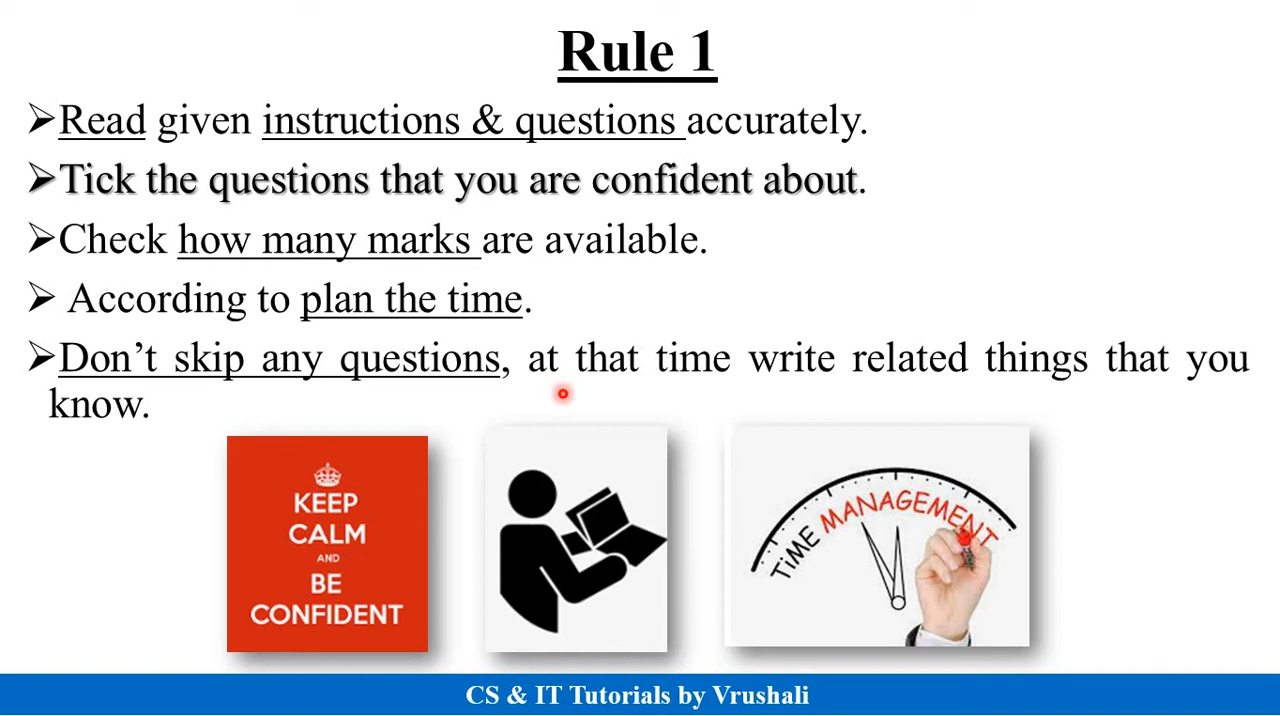 Rule 1
➢Read given instructions & questions accurately.
➢Tick the questions that you are confident about.
➢Check how many marks are available.
➢ According to plan the time.
➢Don’t skip any questions, at that time write related things that you
know.
KEEP
CALM
AND
BE
CONFIDENT
TiME MANAGEMENT
CS & IT Tutorials by Vrushali